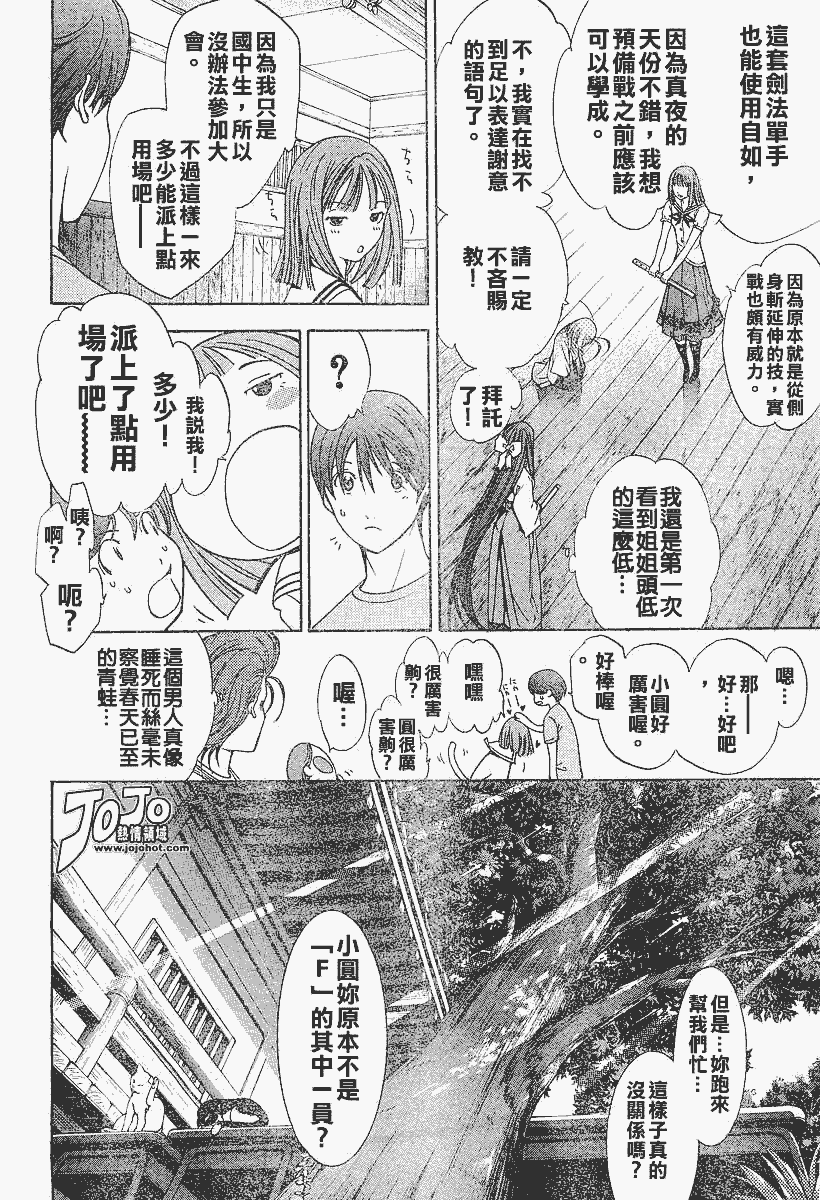 這套劍法單手
也能使用自如，
因為真夜的
天份不錯，我想
預備戰之前應該
可以學成。
因為原本就是從側
身斬延伸的技，實
戰也頗有威力。
不，我實在找不
到足以表達謝意
的語句了。
請一定
不吝賜
教！
拜託
了！
我還是第一次
看到姐姐頭低
的這麼低…
因為我只是
國中生，所以
沒辦法參加大
會。
不過這樣一來
多少能派上點
用場吧——
？
我說我！
多少！
派上了點用
場了吧～～～
咦？
啊？
呃？
嗯…
那——
好…好吧
，
小圓好
厲害喔。
好棒喔
。
嘿嘿
很厲害
齁？
圓很厲
害齁？
喔…
這個男人真像
睡死而絲毫未
察覺春天已至
的青蛙…
JOJO
熱情領域
www.jojohot.com
但是…妳跑來
幫我們忙…
這樣子真的
沒關係嗎？
小圓妳原本不是
「F」的其中一員？